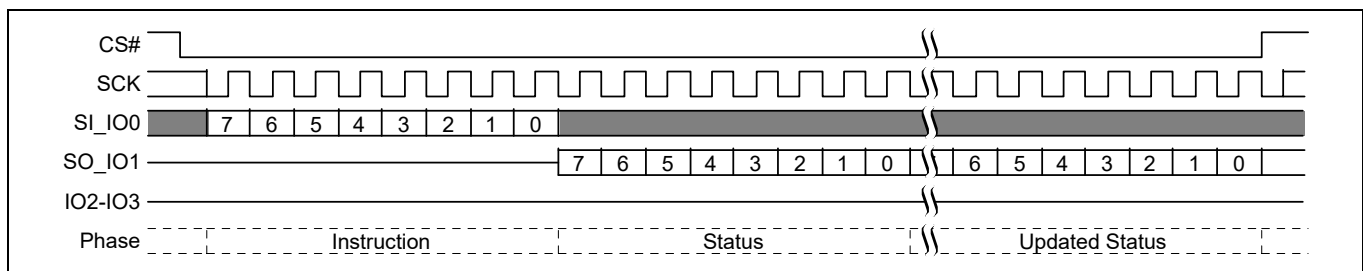 CS#
SCK
SI_IO0 7 6 5 4 3 2 1 0
SO_IO1 7 6 5 4 3 2 1 0 6 5 4 3 2 1 0
IO2-IO3
Phase Instruction Status Updated Status